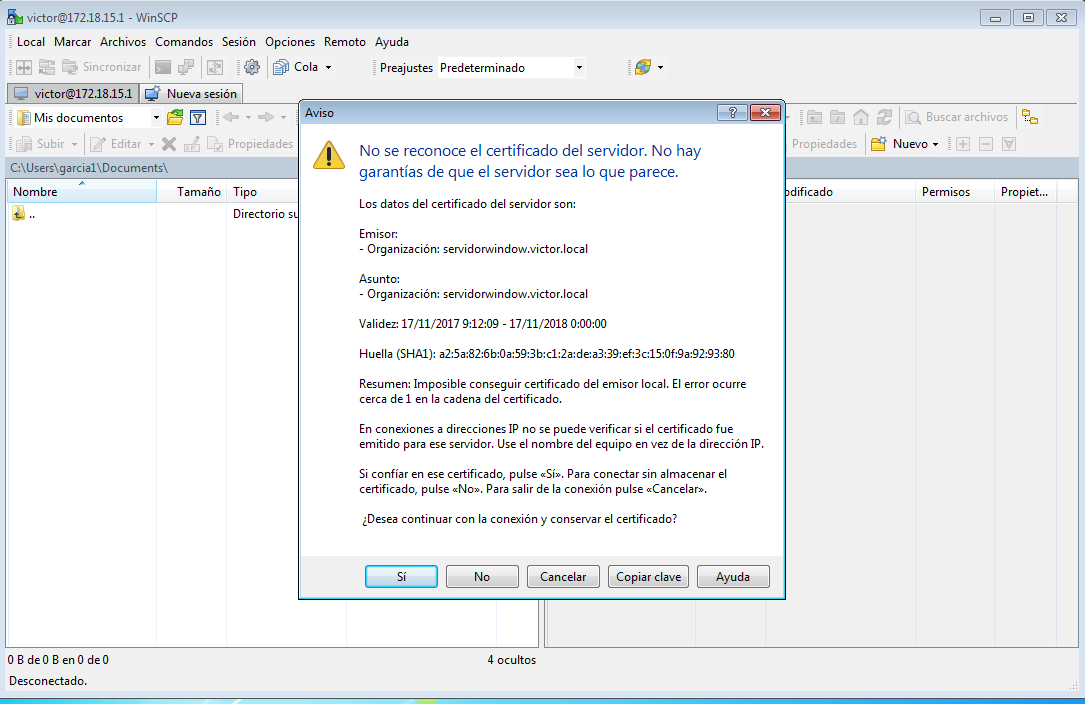 victor@172.18.15.1 - WinSCP
Local Marcar Archivos Comandos Sesión Opciones Remoto Ayuda
Sincronizar Cola Preajustes Predeterminado
victor@172.18.15.1 Nueva sesión
Mis documentos Buscar archivos
Subir Editar Propiedades Propiedades Nuevo
C:\Users\garcia1\Documents\
Nombre Tamaño Tipo odificado Permisos Propiet...
.. Directorio su
Aviso
No se reconoce el certificado del servidor. No hay
garantías de que el servidor sea lo que parece.
Los datos del certificado del servidor son:
Emisor:
- Organización: servidorwindow.victor.local
Asunto:
- Organización: servidorwindow.victor.local
Validez: 17/11/2017 9:12:09 - 17/11/2018 0:00:00
Huella (SHA1): a2:5a:82:6b:0a:59:3b:c1:2a:de:a3:39:ef:3c:15:0f:9a:92:93:80
Resumen: Imposible conseguir certificado del emisor local. El error ocurre
cerca de 1 en la cadena del certificado.
En conexiones a direcciones IP no se puede verificar si el certificado fue
emitido para ese servidor. Use el nombre del equipo en vez de la dirección IP.
Si confíar en ese certificado, pulse «Sí». Para conectar sin almacenar el
certificado, pulse «No». Para salir de la conexión pulse «Cancelar».
¿Desea continuar con la conexión y conservar el certificado?
Sí No Cancelar Copiar clave Ayuda
0 B de 0 B en 0 de 0 4 ocultos
Desconectado.